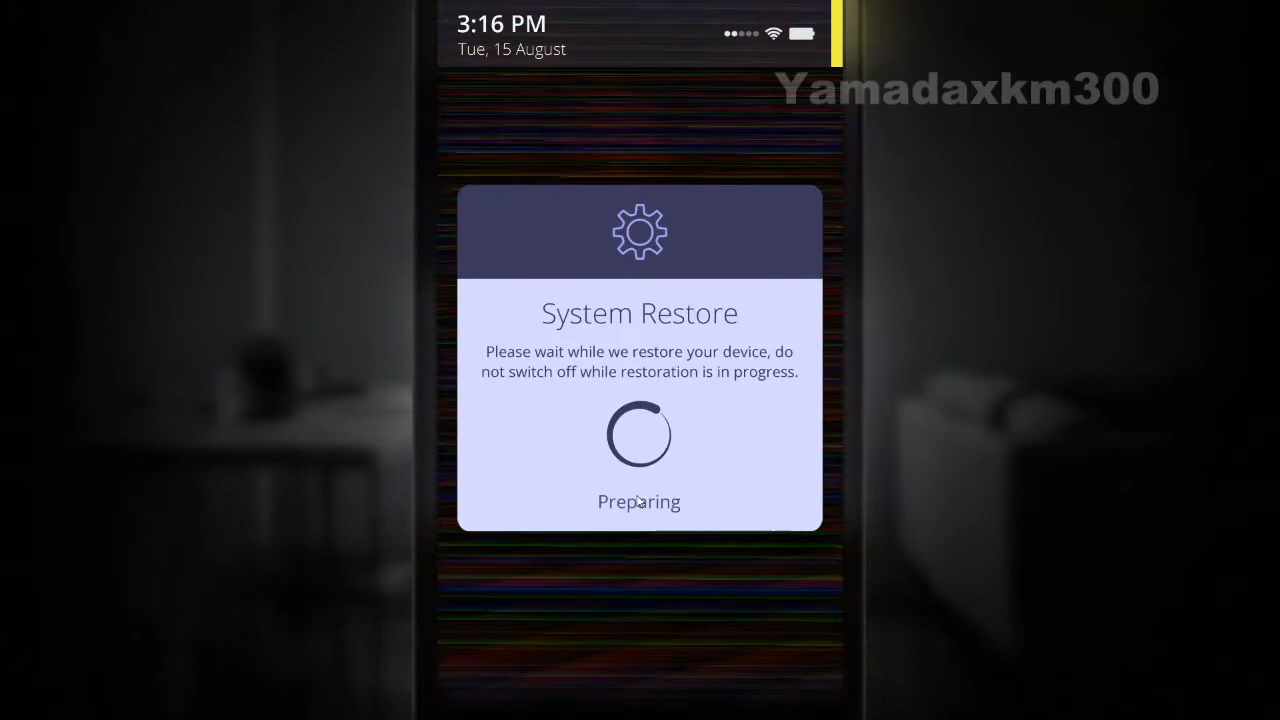 3:16 PM
Tue, 15 August
Yamadaxkm300
System Restore
Please wait while we restore your device, do
not switch off while restoration is in progress.
Preparing